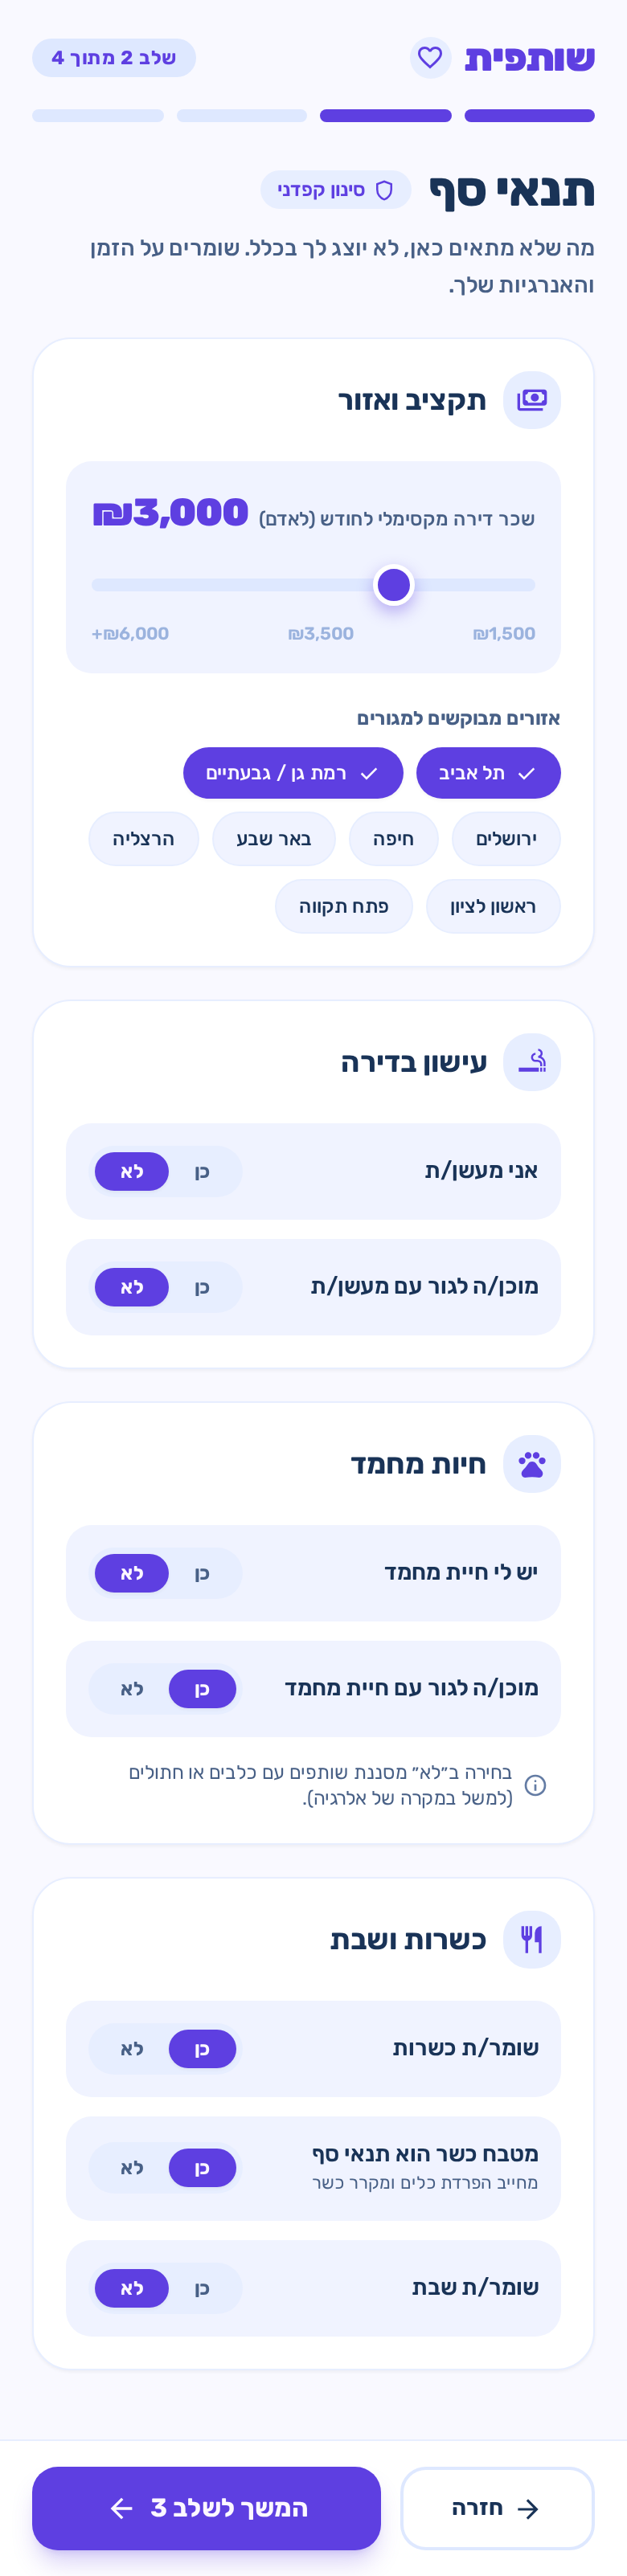 שותפית
שלב 2 מתוך 4
תנאי סף
סינון קפדני
מה שלא מתאים כאן, לא יוצג לך בכלל. שומרים על הזמן
והאנרגיות שלך.
תקציב ואזור
שכר דירה מקסימלי לחודש (לאדם)
₪3,000
₪1,500
₪3,500
₪6,000+
אזורים מבוקשים למגורים
תל אביב
רמת גן / גבעתיים
ירושלים
חיפה
באר שבע
הרצליה
ראשון לציון
פתח תקווה
עישון בדירה
אני מעשן/ת
כן
לא
מוכן/ה לגור עם מעשן/ת
כן
לא
חיות מחמד
יש לי חיית מחמד
כן
לא
מוכן/ה לגור עם חיית מחמד
כן
לא
בחירה ב״לא״ מסננת שותפים עם כלבים או חתולים
(למשל במקרה של אלרגיה).
כשרות ושבת
שומר/ת כשרות
כן
לא
מטבח כשר הוא תנאי סף
מחייב הפרדת כלים ומקרר כשר
כן
לא
שומר/ת שבת
כן
לא
חזרה
המשך לשלב 3